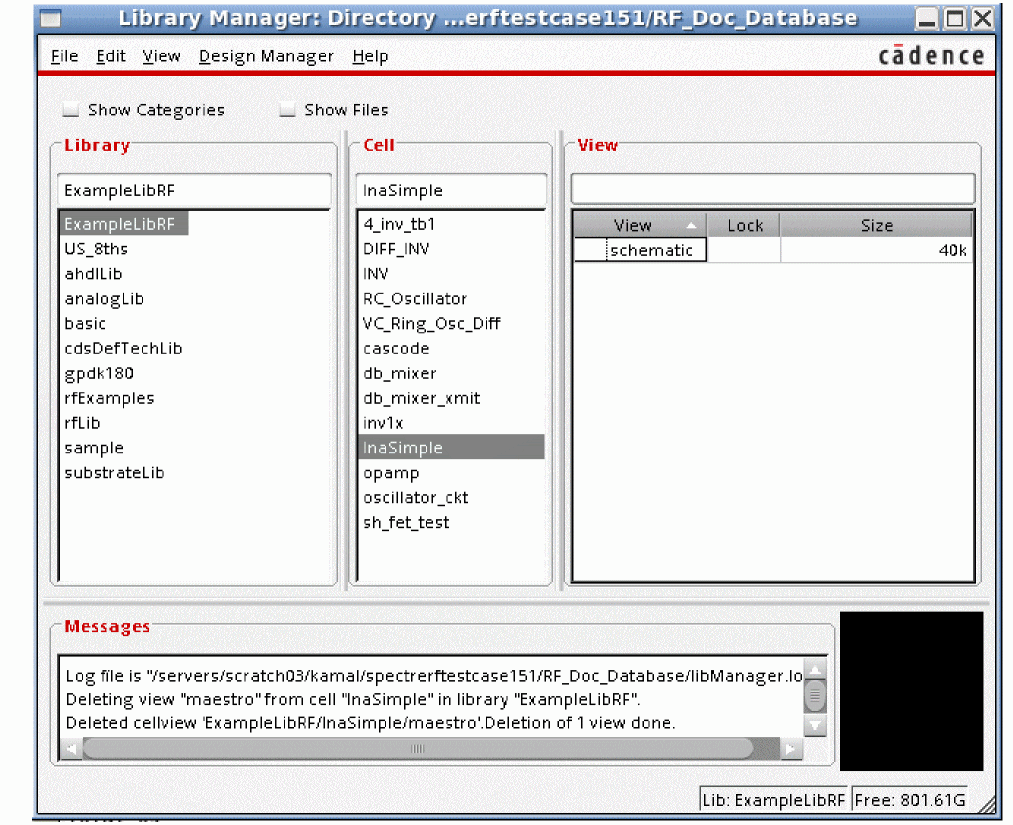 Library Manager: Directory ...erftestcase151/RF_Doc_Database
File Edit View Design Manager Help
cādence
Show Categories Show Files
Library
ExampleLibRF
ExampleLibRF
US_8ths
ahdlLib
analogLib
basic
cdsDefTechLib
gpdk180
rfExamples
rfLib
sample
substrateLib
Cell
lnaSimple
4_inv_tb1
DIFF_INV
INV
RC_Oscillator
VC_Ring_Osc_Diff
cascode
db_mixer
db_mixer_xmit
inv1x
lnaSimple
opamp
oscillator_ckt
sh_fet_test
View
View Lock Size
schematic 40k
Messages
Log file is "/servers/scratch03/kamal/spectrerftestcase151/RF_Doc_Database/libManager.lo
Deleting view "maestro" from cell "lnaSimple" in library "ExampleLibRF".
Deleted cellview 'ExampleLibRF/lnaSimple/maestro'.Deletion of 1 view done.
Lib: ExampleLibRF Free: 801.61G